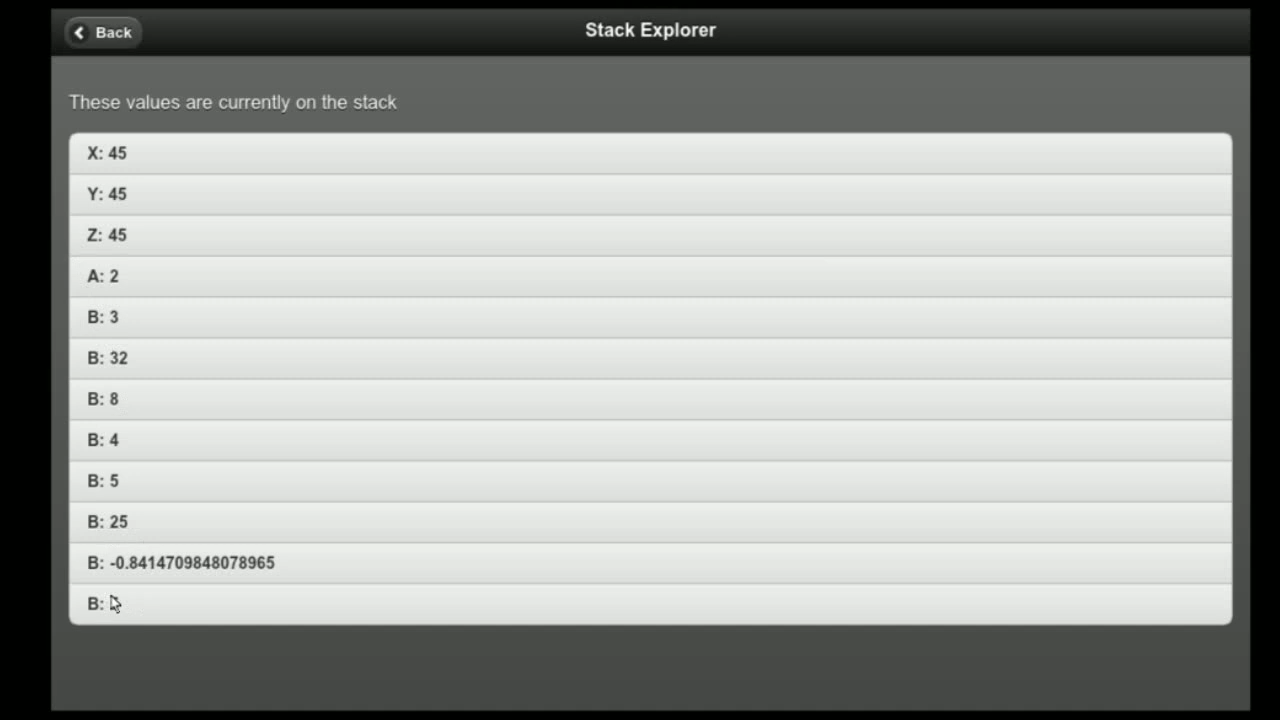 Back
Stack Explorer
These values are currently on the stack
X: 45
Y: 45
Z: 45
A: 2
B: 3
B: 32
B: 8
B: 4
B: 5
B: 25
B: -0.8414709848078965
B: